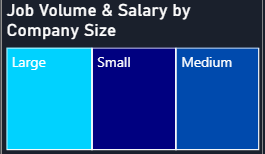 Job Volume & Salary by
Company Size
Large
Small
Medium